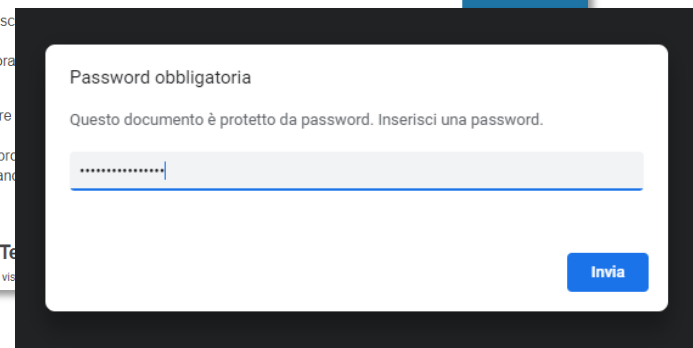 Password obbligatoria
Questo documento è protetto da password. Inserisci una password.
••••••••••••••••
Invia